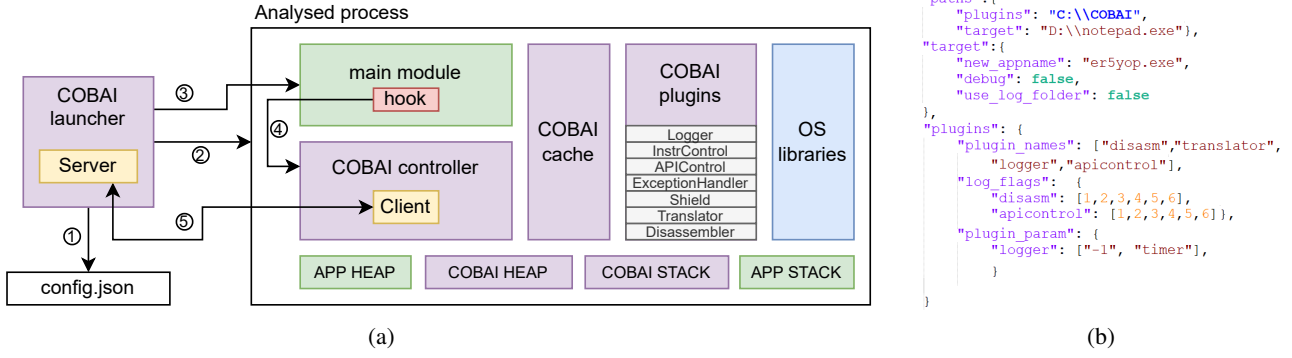 Analysed process
COBAI
launcher
Server
①
②
③
④
⑤
config.json
main module
hook
COBAI controller
Client
COBAI
cache
COBAI
plugins
Logger
InstrControl
APIControl
ExceptionHandler
Shield
Translator
Disassembler
OS
libraries
APP HEAP
COBAI HEAP
COBAI STACK
APP STACK
(a)
"plugins": "C:\\COBAI",
"target": "D:\\notepad.exe"},
"target":{
"new_appname": "er5yop.exe",
"debug": false,
"use_log_folder": false
},
"plugins": {
"plugin_names": ["disasm","translator",
"logger","apicontrol"],
"log_flags": {
"disasm": [1,2,3,4,5,6],
"apicontrol": [1,2,3,4,5,6]},
"plugin_param": {
"logger": ["-1", "timer"],
}
}
(b)